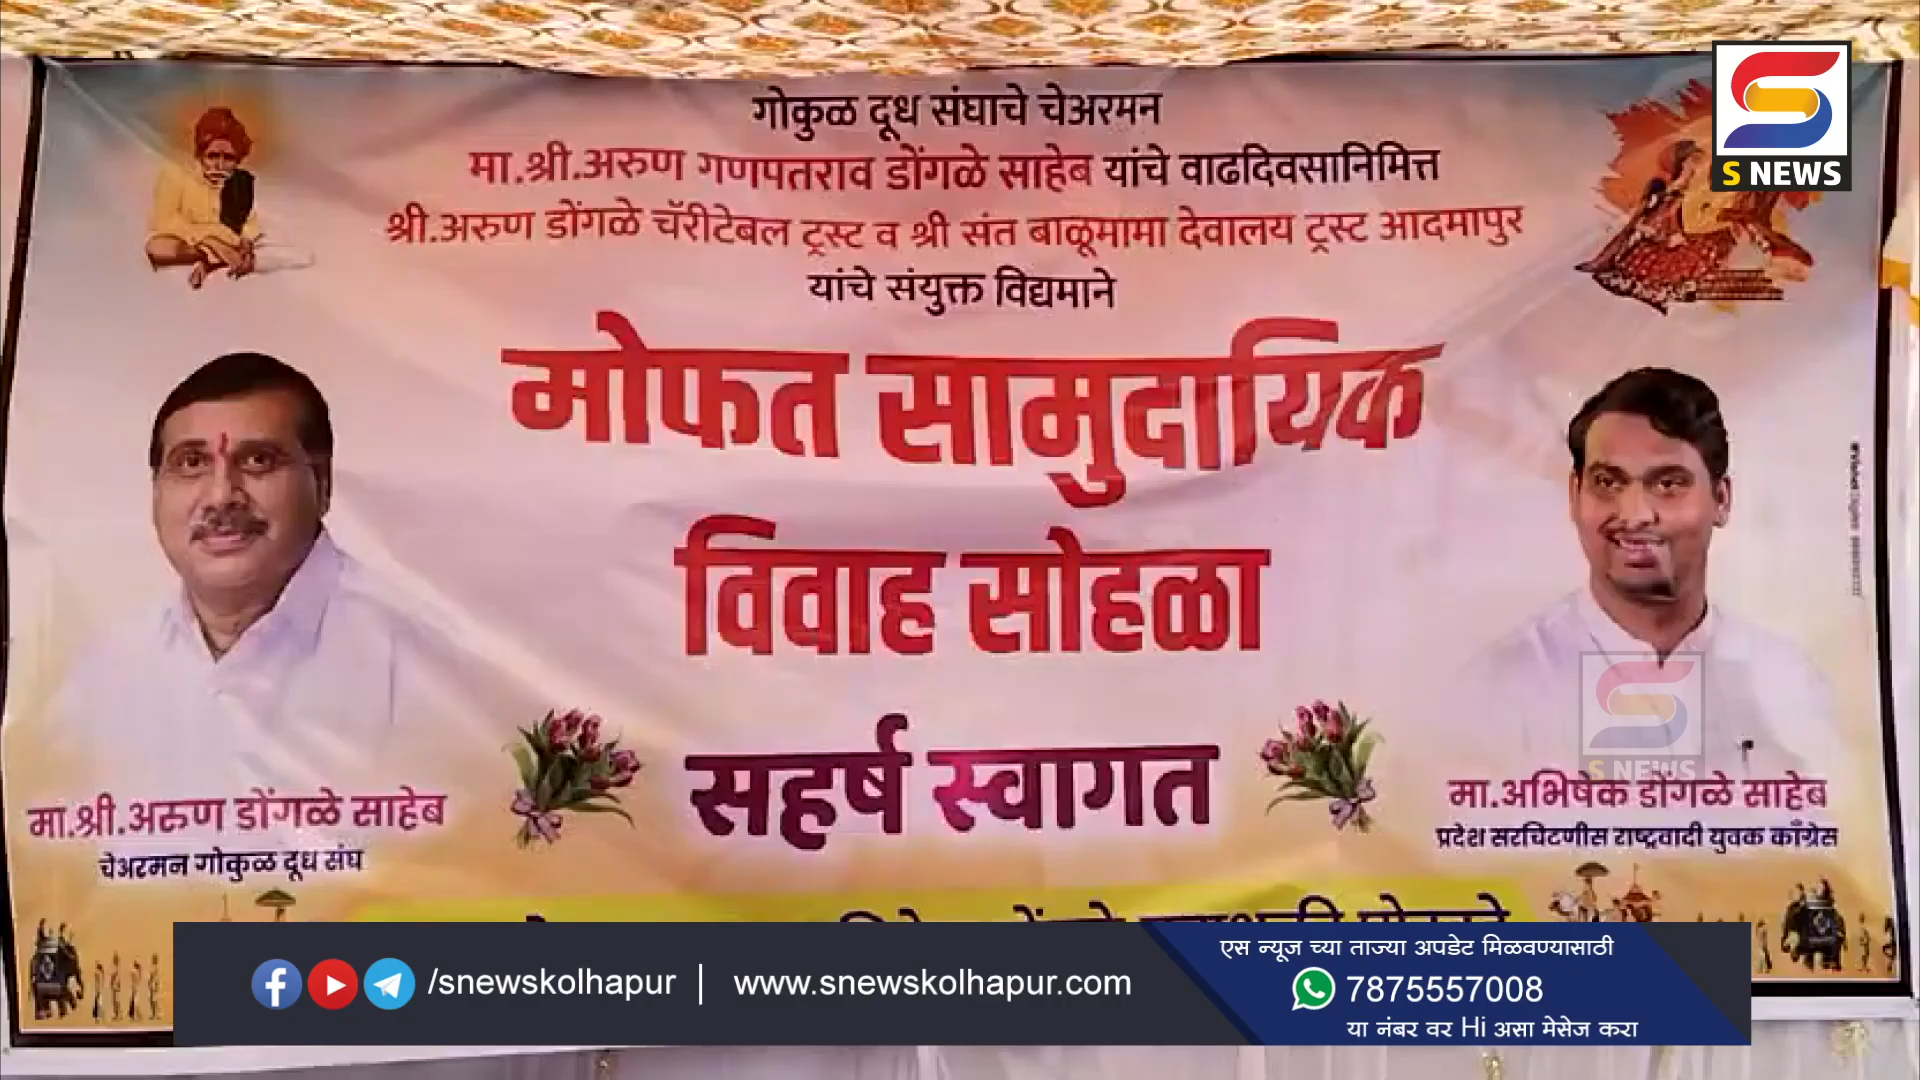 गोकुळ दूध संघाचे चेअरमन
मा.श्री.अरुण गणपतराव डोंगळे साहेब यांचे वाढदिवसानिमित्त
श्री.अरुण डोंगळे चॅरीटेबल ट्रस्ट व श्री संत बाळूमामा देवालय ट्रस्ट आदमापुर
यांचे संयुक्त विद्यमाने
मोफत सामुदायिक
विवाह सोहळा
सहर्ष स्वागत
मा.श्री.अरुण डोंगळे साहेब
चेअरमन गोकुळ दूध संघ
मा.अभिषेक डोंगळे साहेब
प्रदेश सरचिटणीस राष्ट्रवादी युवक काँग्रेस
S NEWS
S NEWS
/snewskolhapur | www.snewskolhapur.com
एस न्यूज च्या ताज्या अपडेट मिळवण्यासाठी
7875557008
या नंबर वर Hi असा मेसेज करा